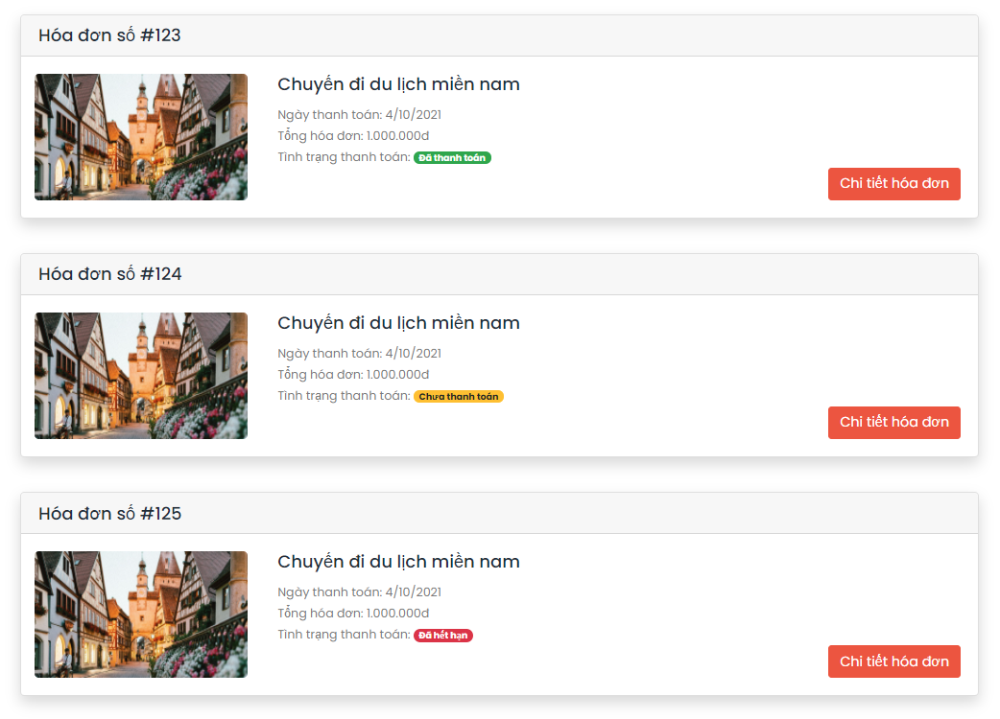 Hóa đơn số #123
Chuyến đi du lịch miền nam
Ngày thanh toán: 4/10/2021
Tổng hóa đơn: 1.000.000đ
Tình trạng thanh toán: Đã thanh toán
Chi tiết hóa đơn
Hóa đơn số #124
Chuyến đi du lịch miền nam
Ngày thanh toán: 4/10/2021
Tổng hóa đơn: 1.000.000đ
Tình trạng thanh toán: Chưa thanh toán
Chi tiết hóa đơn
Hóa đơn số #125
Chuyến đi du lịch miền nam
Ngày thanh toán: 4/10/2021
Tổng hóa đơn: 1.000.000đ
Tình trạng thanh toán: Đã hết hạn
Chi tiết hóa đơn